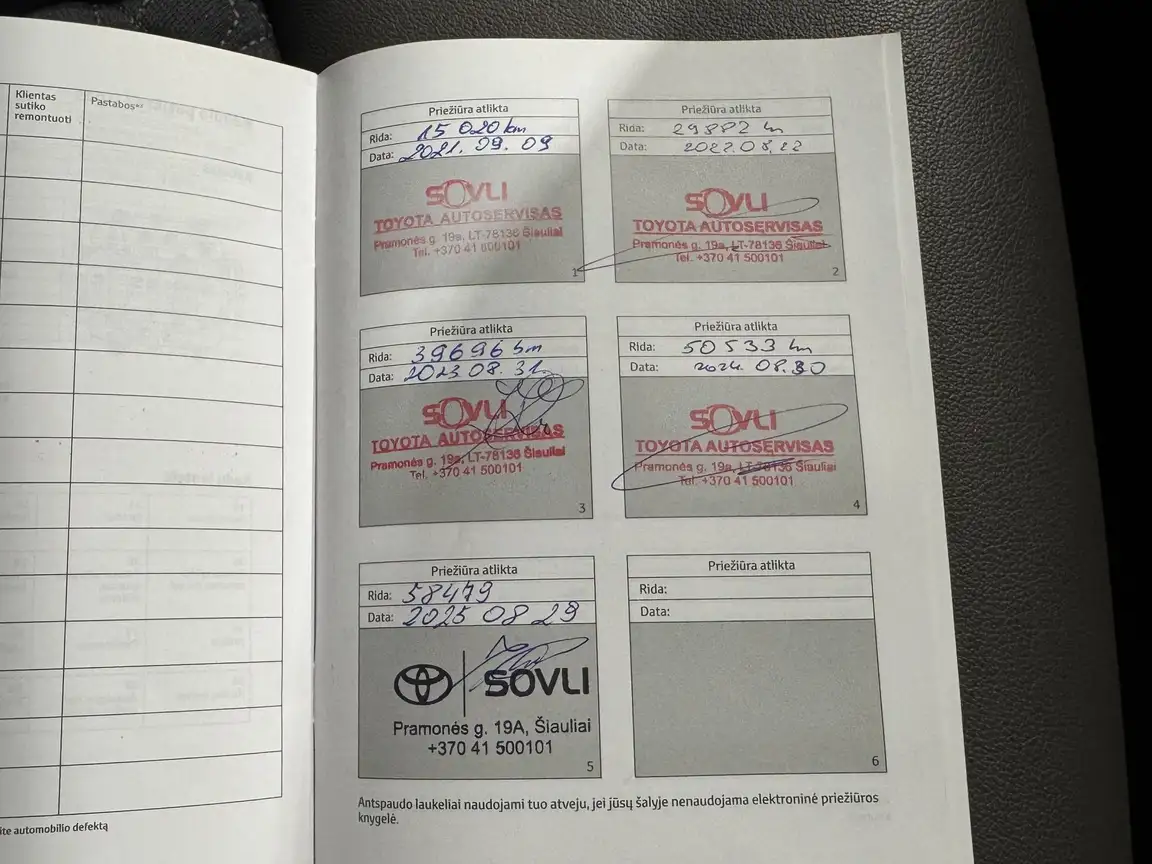 Klientas
sutiko
remontuoti
Pastabos**
Priežiūra atlikta
Rida: 15 020 km
Data: 2021. 09. 09
SOVLI
TOYOTA AUTOSERVISAS
Pramonės g. 19a, LT-78136 Šiauliai
Tel. +370 41 500101
1
Priežiūra atlikta
Rida: 29882 km
Data: 2022.08.22
SOVLI
TOYOTA AUTOSERVISAS
Pramonės g. 19a, LT-78136 Šiauliai
Tel. +370 41 500101
2
Priežiūra atlikta
Rida: 39696 km
Data: 2023 08. 31
SOVLI
TOYOTA AUTOSERVISAS
Pramonės g. 19a, LT-78136 Šiauliai
Tel. +370 41 500101
3
Priežiūra atlikta
Rida: 50533 km
Data: 2024. 08.30
SOVLI
TOYOTA AUTOSERVISAS
Pramonės g. 19a, LT-78136 Šiauliai
Tel. +370 41 500101
4
Priežiūra atlikta
Rida: 58479
Data: 2025 08 29
SOVLI
Pramonės g. 19A, Šiauliai
+370 41 500101
5
Priežiūra atlikta
Rida:
Data:
6
Antspaudo laukeliai naudojami tuo atveju, jei jūsų šalyje nenaudojama elektroninė priežiūros
knygelė.
automobilio defektą